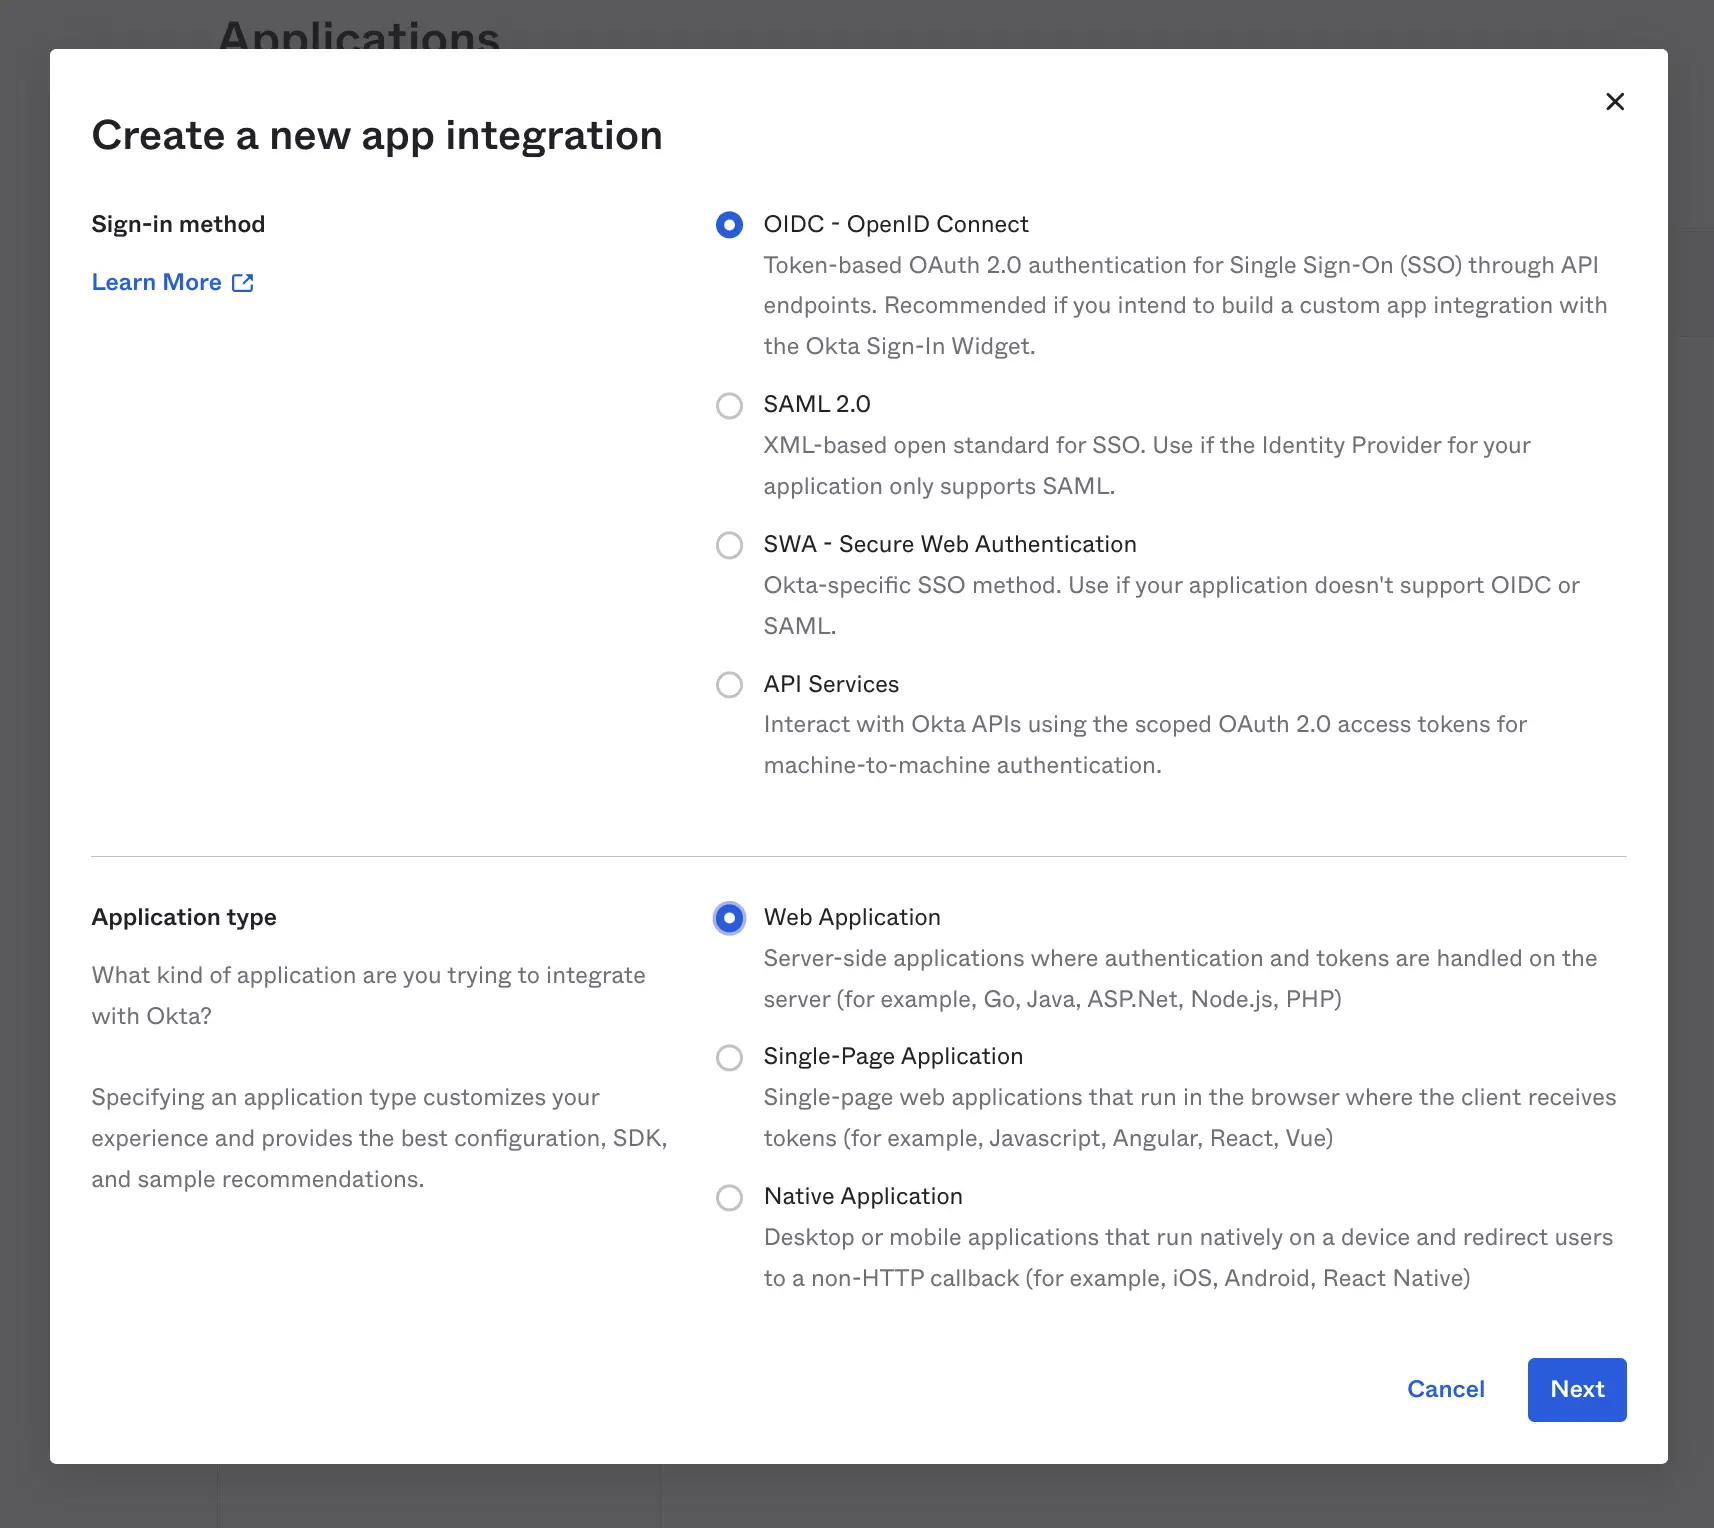 Applications
Create a new app integration
Sign-in method
Learn More
OIDC - OpenID Connect
Token-based OAuth 2.0 authentication for Single Sign-On (SSO) through API
endpoints. Recommended if you intend to build a custom app integration with
the Okta Sign-In Widget.
SAML 2.0
XML-based open standard for SSO. Use if the Identity Provider for your
application only supports SAML.
SWA - Secure Web Authentication
Okta-specific SSO method. Use if your application doesn't support OIDC or
SAML.
API Services
Interact with Okta APIs using the scoped OAuth 2.0 access tokens for
machine-to-machine authentication.
Application type
What kind of application are you trying to integrate
with Okta?
Specifying an application type customizes your
experience and provides the best configuration, SDK,
and sample recommendations.
Web Application
Server-side applications where authentication and tokens are handled on the
server (for example, Go, Java, ASP.Net, Node.js, PHP)
Single-Page Application
Single-page web applications that run in the browser where the client receives
tokens (for example, Javascript, Angular, React, Vue)
Native Application
Desktop or mobile applications that run natively on a device and redirect users
to a non-HTTP callback (for example, iOS, Android, React Native)
Cancel
Next